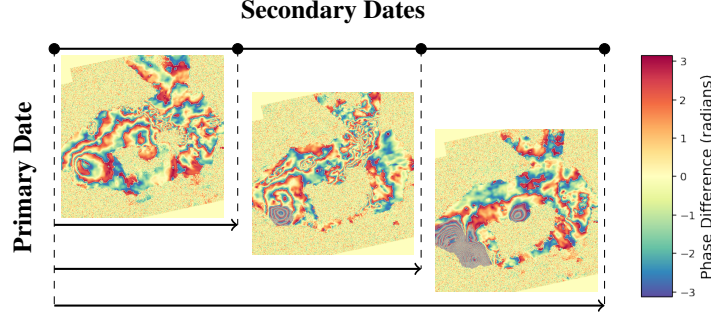 Secondary Dates
Primary Date
3
2
1
0
−1
−2
−3
Phase Difference (radians)